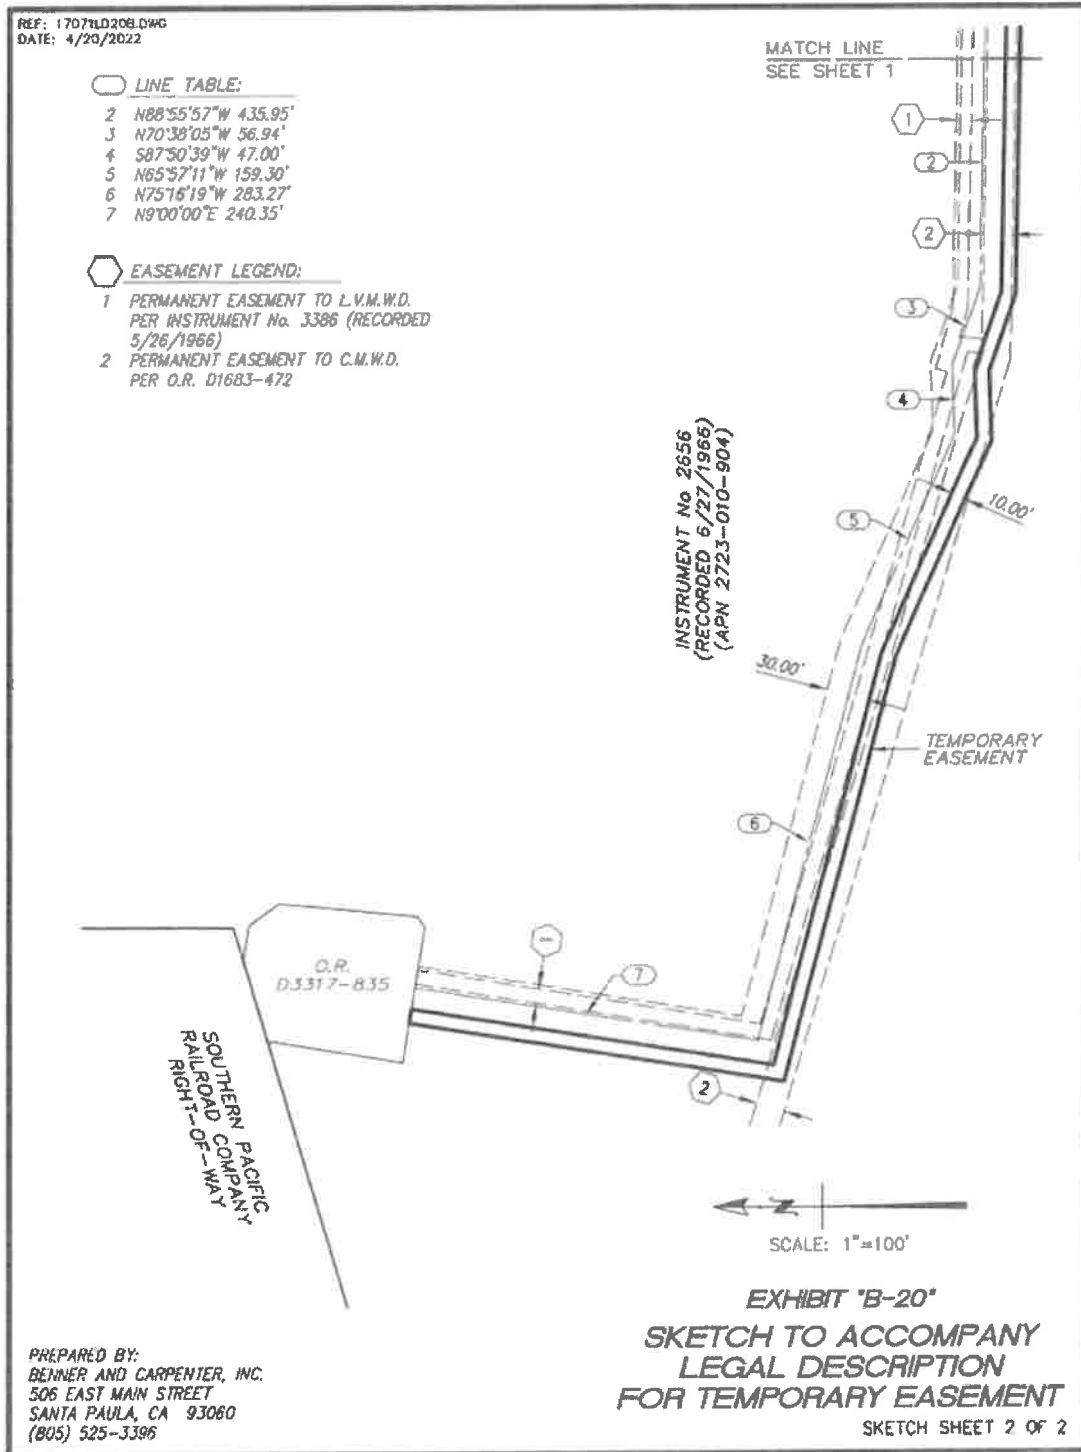 REF: 17071LD20B.DWG
DATE: 4/20/2022
MATCH LINE
SEE SHEET 1
LINE TABLE:
2 N88°55'57"W 435.95'
3 N70°38'05"W 56.94'
4 S87°50'39"W 47.00'
5 N65°57'11"W 159.30'
6 N75°16'19"W 283.27'
7 N9°00'00"E 240.35'
EASEMENT LEGEND:
1 PERMANENT EASEMENT TO L.V.M.W.D.
PER INSTRUMENT No. 3386 (RECORDED
5/26/1966)
2 PERMANENT EASEMENT TO C.M.W.D.
PER O.R. D1683-472
1
2
2
3
4
INSTRUMENT No 2656
(RECORDED 6/27/1966)
(APN 2723-010-904)
10.00'
5
30.00'
TEMPORARY
EASEMENT
6
O.R.
D3317-835
7
2
SOUTHERN PACIFIC
RAILROAD COMPANY
RIGHT-OF-WAY
SCALE: 1"=100'
EXHIBIT "B-20"
SKETCH TO ACCOMPANY
LEGAL DESCRIPTION
FOR TEMPORARY EASEMENT
SKETCH SHEET 2 OF 2
PREPARED BY:
BENNER AND CARPENTER, INC.
506 EAST MAIN STREET
SANTA PAULA, CA 93060
(805) 525-3396